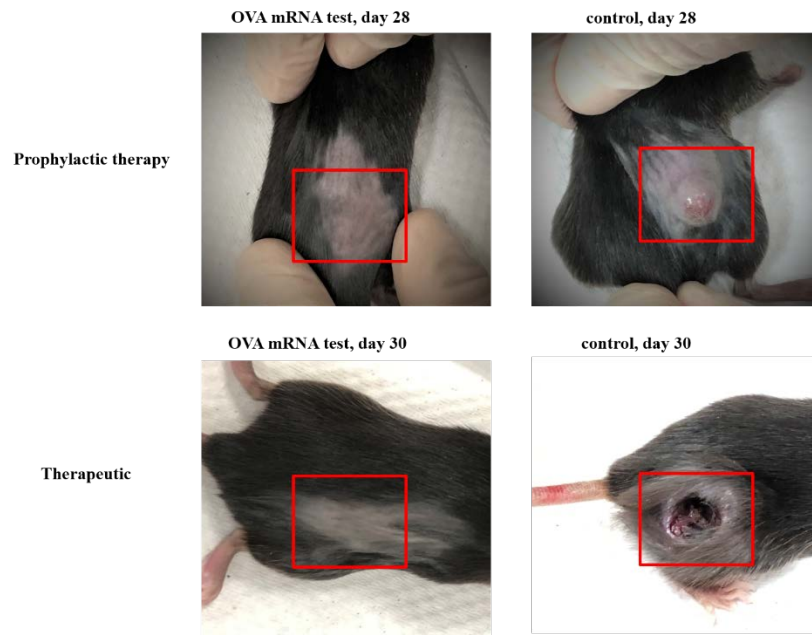 OVA mRNA test, day 28
control, day 28
Prophylactic therapy
OVA mRNA test, day 30
control, day 30
Therapeutic